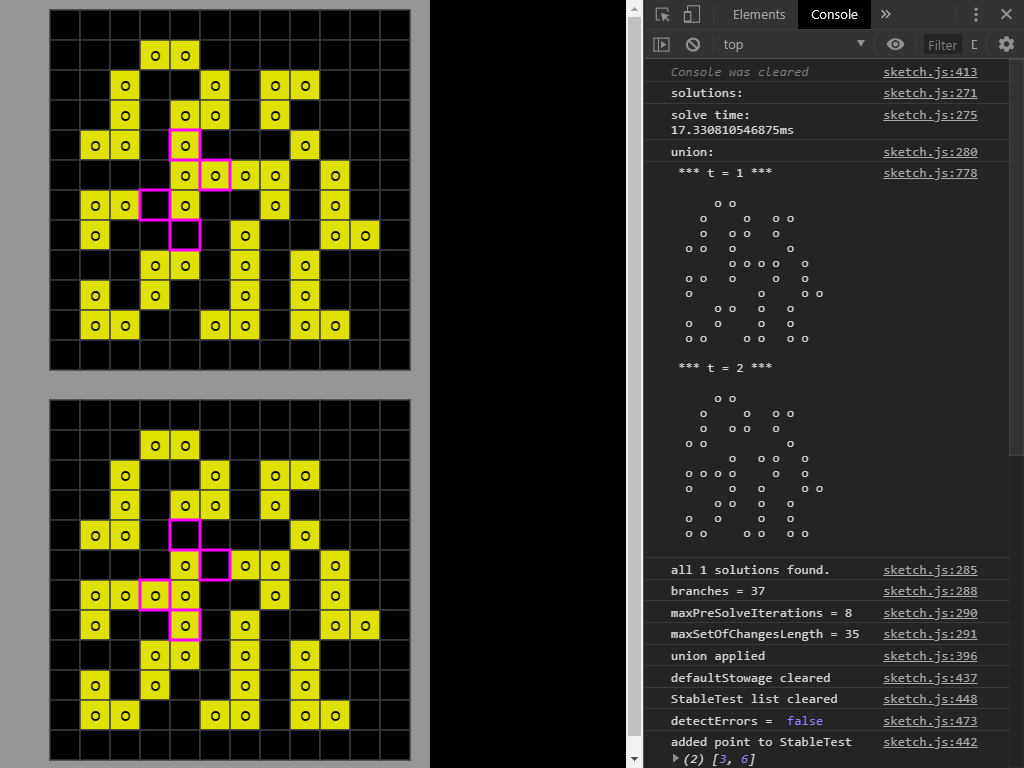 o o
o o o o
o o o o
o o o o
o o o o o
o o o o o
o o o o
o o o o
o o o o
o o o o o o
o o
o o o o
o o o o
o o o
o o o o
o o o o o o
o o o o o
o o o o
o o o o
o o o o o o
Elements Console »
top Filter D
Console was cleared sketch.js:413
solutions: sketch.js:271
solve time: sketch.js:275
17.330810546875ms
union: sketch.js:280
*** t = 1 *** sketch.js:778
o o
o o o o
o o o o
o o o o
o o o o o
o o o o o
o o o o
o o o o
o o o o
o o o o o o
*** t = 2 ***
o o
o o o o
o o o o
o o o
o o o o
o o o o o o
o o o o o
o o o o
o o o o
o o o o o o
all 1 solutions found. sketch.js:285
branches = 37 sketch.js:288
maxPreSolveIterations = 8 sketch.js:290
maxSetOfChangesLength = 35 sketch.js:291
union applied sketch.js:396
defaultStowage cleared sketch.js:437
StableTest list cleared sketch.js:448
detectErrors = false sketch.js:473
added point to StableTest sketch.js:442
(2) [3, 6]